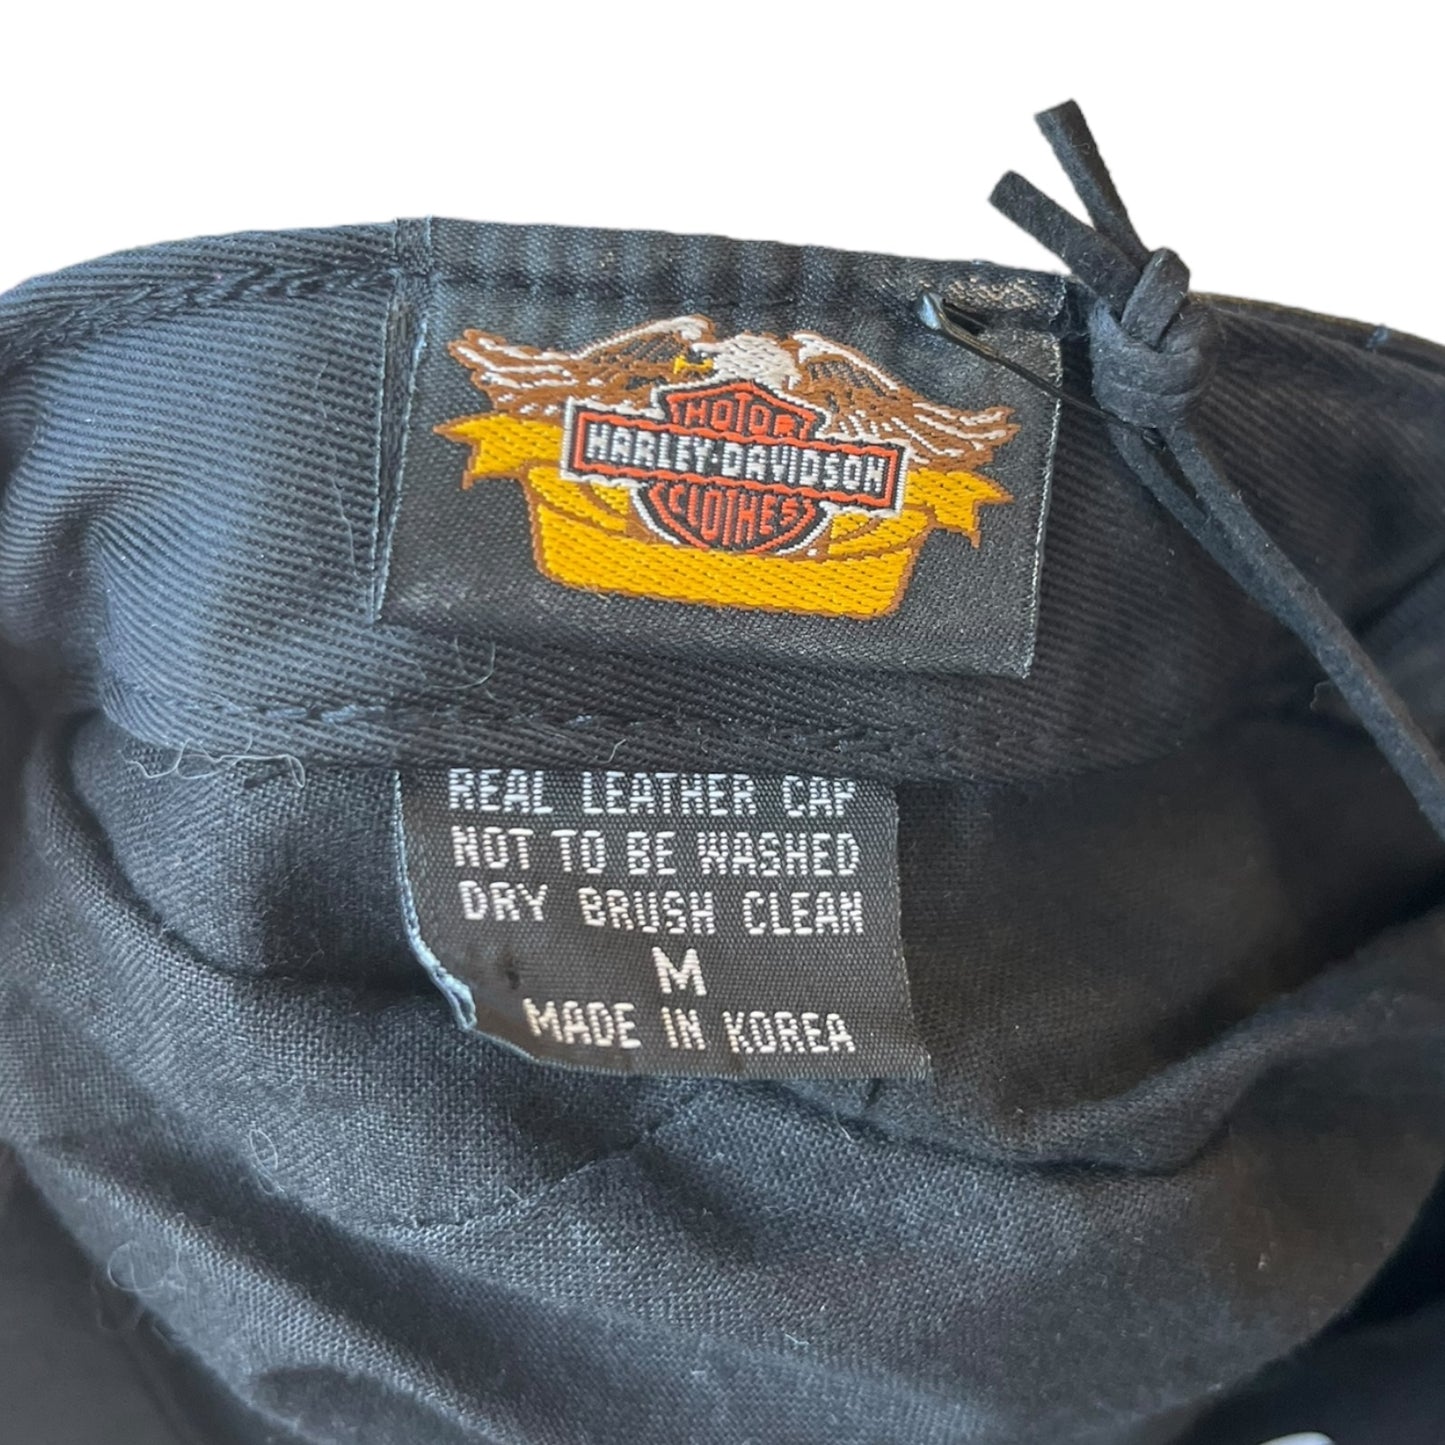 MOTOR
HARLEY-DAVIDSON
CLOTHES
REAL LEATHER CAP
NOT TO BE WASHED
DRY BRUSH CLEAN
M
MADE IN KOREA